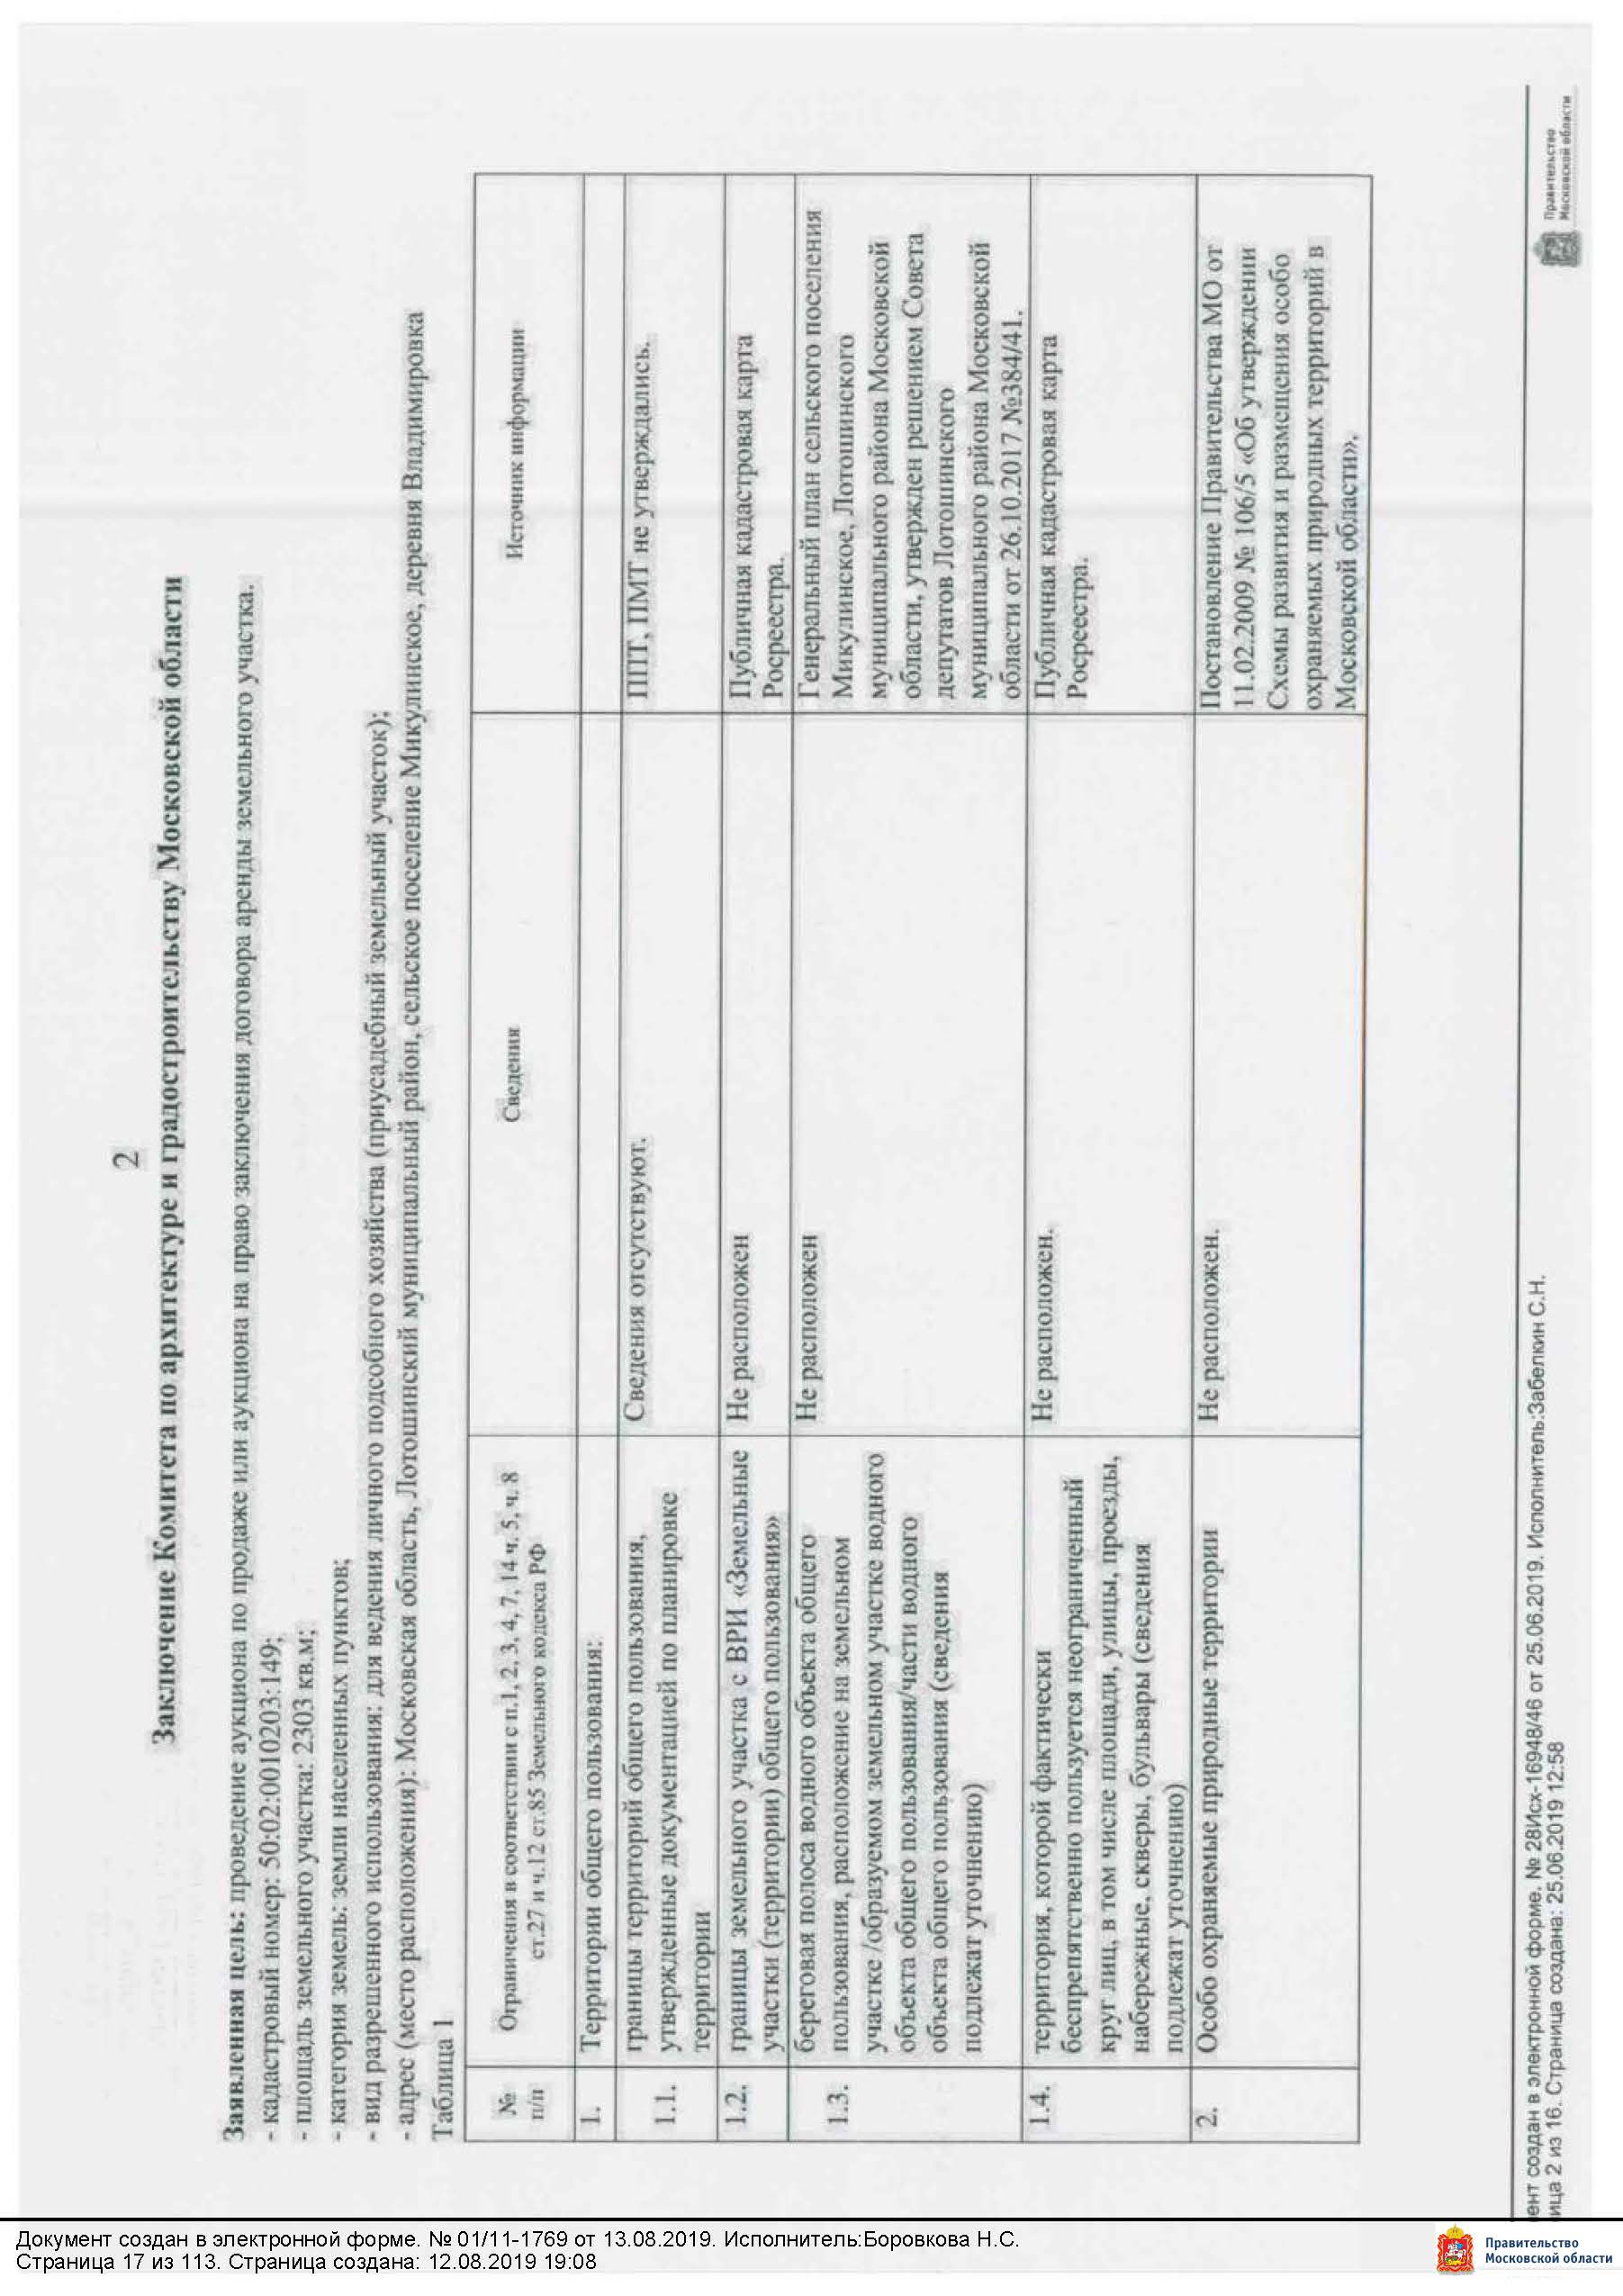 2
Заключение Комитета по архитектуре и градостроительству Московской области
Заявленная цель: проведение аукциона по продаже или аукциона на право заключения договора аренды земельного участка.
- кадастровый номер: 50:02:0010203:149;
- площадь земельного участка: 2303 кв.м;
- категория земель: земли населенных пунктов;
- вид разрешенного использования: для ведения личного подсобного хозяйства (приусадебный земельный участок);
- адрес (место расположения): Московская область, Лотошинский муниципальный район, сельское поселение Микулинское, деревня Владимировка
Таблица 1
№
п/п
Ограничения в соответствии с п.1, 2, 3, 4, 7, 14 ч. 5, ч. 8
ст.27 и ч.12 ст.85 Земельного кодекса РФ
Сведения
Источник информации
1.
Территории общего пользования:
1.1.
границы территорий общего пользования,
утвержденные документацией по планировке
территории
Сведения отсутствуют.
ППТ, ПМТ не утверждались.
1.2.
границы земельного участка с ВРИ «Земельные
участки (территории) общего пользования»
Не расположен
Публичная кадастровая карта
Росреестра.
1.3.
береговая полоса водного объекта общего
пользования, расположение на земельном
участке /образуемом земельном участке водного
объекта общего пользования/части водного
объекта общего пользования (сведения
подлежат уточнению)
Не расположен
Генеральный план сельского поселения
Микулинское, Лотошинского
муниципального района Московской
области, утвержден решением Совета
депутатов Лотошинского
муниципального района Московской
области от 26.10.2017 №384/41.
1.4.
территория, которой фактически
беспрепятственно пользуется неограниченный
круг лиц, в том числе площади, улицы, проезды,
набережные, скверы, бульвары (сведения
подлежат уточнению)
Не расположен.
Публичная кадастровая карта
Росреестра.
2.
Особо охраняемые природные территории
Не расположен.
Постановление Правительства МО от
11.02.2009 № 106/5 «Об утверждении
Схемы развития и размещения особо
охраняемых природных территорий в
Московской области».
ент создан в электронной форме. № 28Исх-16948/46 от 25.06.2019. Исполнитель:Забелкин С.Н.
ица 2 из 16. Страница создана: 25.06.2019 12:58
Правительство
Московской области
Документ создан в электронной форме. № 01/11-1769 от 13.08.2019. Исполнитель:Боровкова Н.С.
Страница 17 из 113. Страница создана: 12.08.2019 19:08
Правительство
Московской области